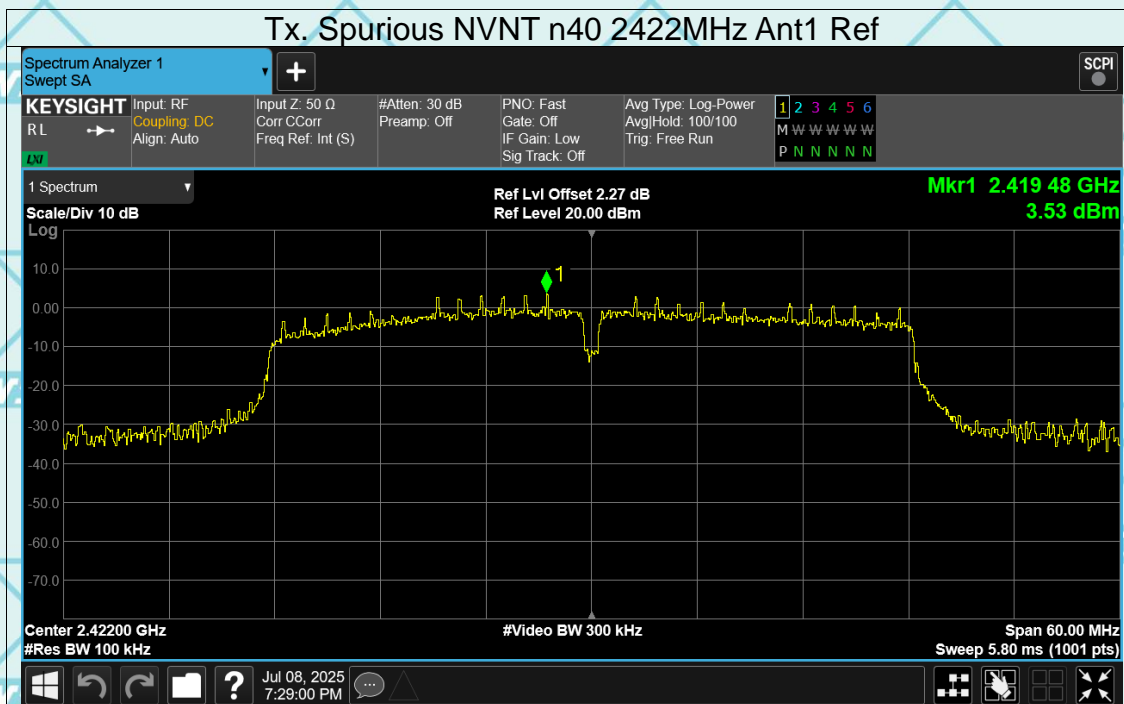 Tx. Spurious NVNT n40 2422MHz Ant1 Ref
Spectrum Analyzer 1
Swept SA
+
SCPI
KEYSIGHT
RL
LXI
Input: RF
Coupling: DC
Align: Auto
Input Z: 50 Ω
Corr CCorr
Freq Ref: Int (S)
#Atten: 30 dB
Preamp: Off
PNO: Fast
Gate: Off
IF Gain: Low
Sig Track: Off
Avg Type: Log-Power
Avg|Hold: 100/100
Trig: Free Run
1 2 3 4 5 6
M W W W W W
P N N N N N
1 Spectrum
Scale/Div 10 dB
Log
Ref Lvl Offset 2.27 dB
Ref Level 20.00 dBm
Mkr1 2.419 48 GHz
3.53 dBm
1
10.0
0.00
-10.0
-20.0
-30.0
-40.0
-50.0
-60.0
-70.0
Center 2.42200 GHz
#Res BW 100 kHz
#Video BW 300 kHz
Span 60.00 MHz
Sweep 5.80 ms (1001 pts)
?
Jul 08, 2025
7:29:00 PM